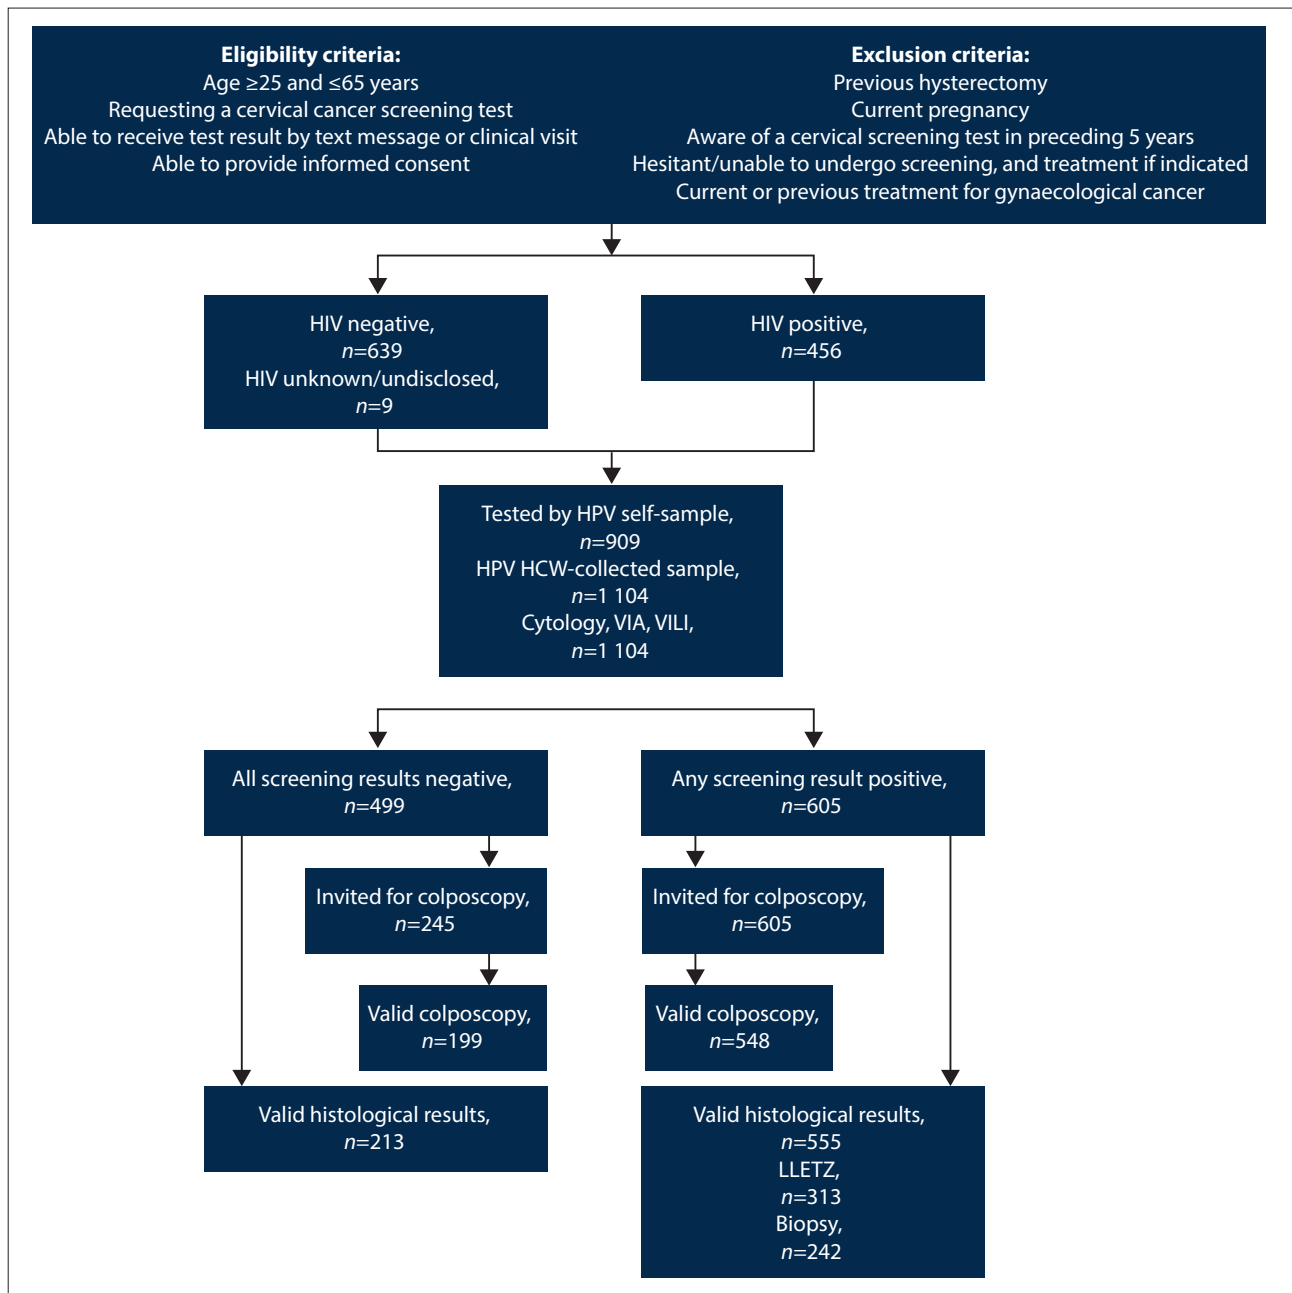 Eligibility criteria:
Age ≥25 and ≤65 years
Requesting a cervical cancer screening test
Able to receive test result by text message or clinical visit
Able to provide informed consent
Exclusion criteria:
Previous hysterectomy
Current pregnancy
Aware of a cervical screening test in preceding 5 years
Hesitant/unable to undergo screening, and treatment if indicated
Current or previous treatment for gynaecological cancer
HIV negative,
n=639
HIV unknown/undisclosed,
n=9
HIV positive,
n=456
Tested by HPV self-sample,
n=909
HPV HCW-collected sample,
n=1 104
Cytology, VIA, VILI,
n=1 104
All screening results negative,
n=499
Any screening result positive,
n=605
Invited for colposcopy,
n=245
Invited for colposcopy,
n=605
Valid colposcopy,
n=199
Valid colposcopy,
n=548
Valid histological results,
n=213
Valid histological results,
n=555
LLETZ,
n=313
Biopsy,
n=242